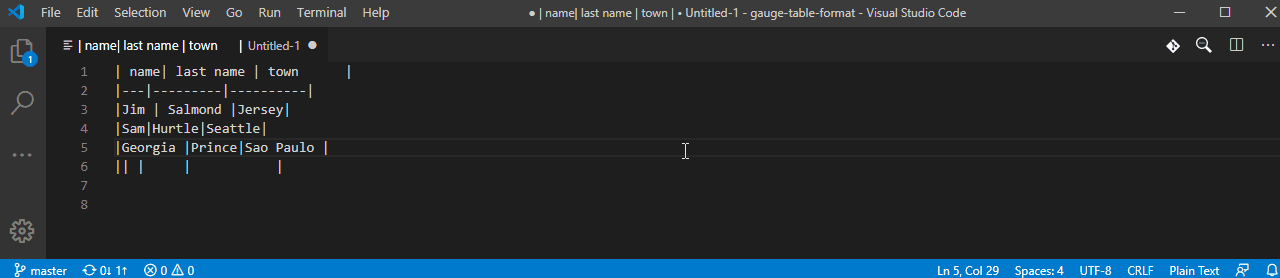 File Edit Selection View Go Run Terminal Help ● | name| last name | town | • Untitled-1 - gauge-table-format - Visual Studio Code
| name| last name | town | Untitled-1 ●
1 | name| last name | town      |
2 |---|---------|----------|
3 |Jim | Salmond |Jersey|
4 |Sam|Hurtle|Seattle|
5 |Georgia |Prince|Sao Paulo |
6 || |     |           |
7
8
1
master 0↓ 1↑ 0 0 Ln 5, Col 29 Spaces: 4 UTF-8 CRLF Plain Text